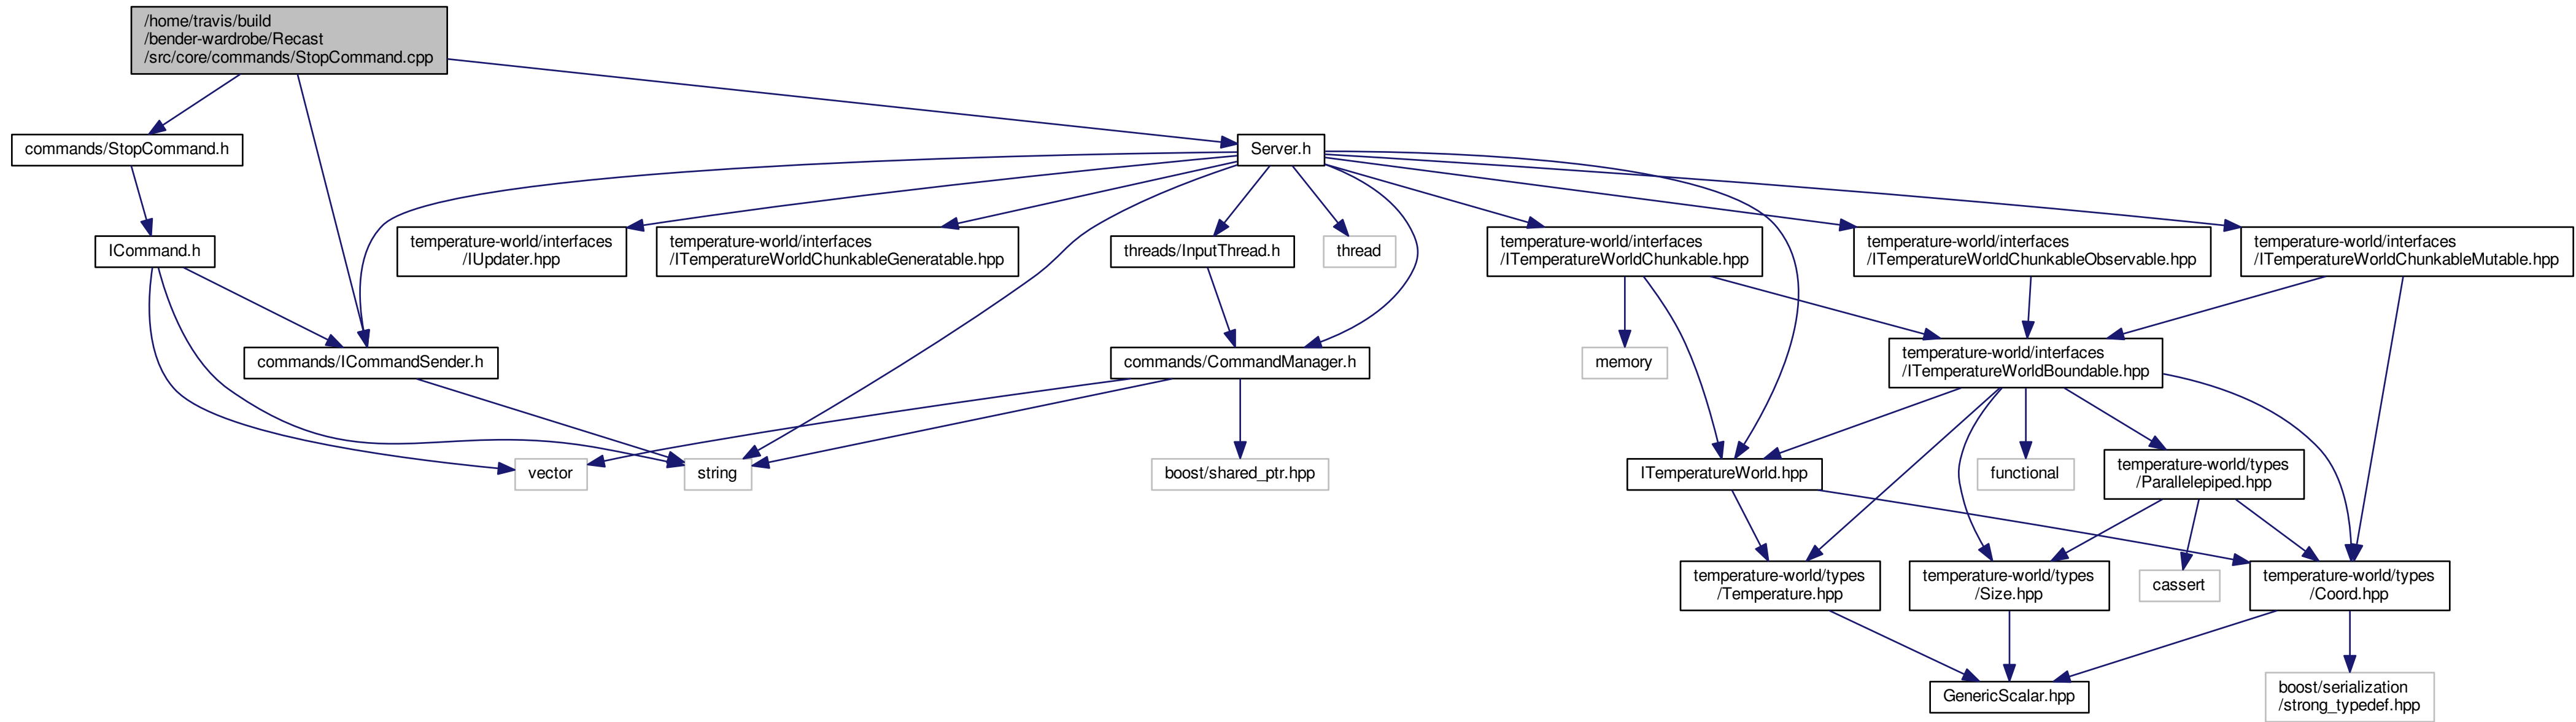 /home/travis/build
/bender-wardrobe/Recast
/src/core/commands/StopCommand.cpp
commands/StopCommand.h
Server.h
ICommand.h
temperature-world/interfaces
/IUpdater.hpp
temperature-world/interfaces
/ITemperatureWorldChunkableGeneratable.hpp
threads/InputThread.h
thread
temperature-world/interfaces
/ITemperatureWorldChunkable.hpp
temperature-world/interfaces
/ITemperatureWorldChunkableObservable.hpp
temperature-world/interfaces
/ITemperatureWorldChunkableMutable.hpp
commands/ICommandSender.h
commands/CommandManager.h
memory
temperature-world/interfaces
/ITemperatureWorldBoundable.hpp
vector
string
boost/shared_ptr.hpp
ITemperatureWorld.hpp
functional
temperature-world/types
/Parallelepiped.hpp
temperature-world/types
/Temperature.hpp
temperature-world/types
/Size.hpp
cassert
temperature-world/types
/Coord.hpp
GenericScalar.hpp
boost/serialization
/strong_typedef.hpp